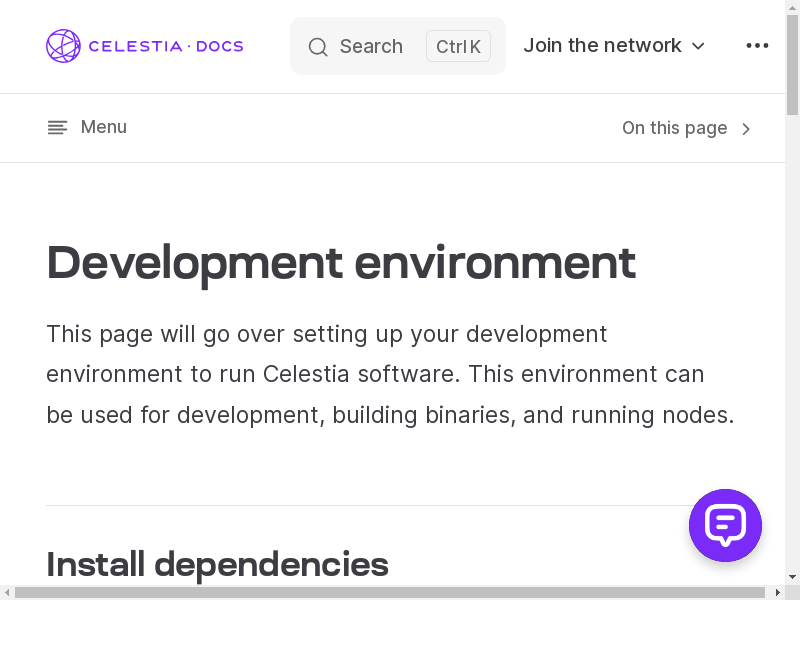 CELESTIA · DOCS
Search
Ctrl K
Join the network
Menu
On this page
Development environment
This page will go over setting up your development
environment to run Celestia software. This environment can
be used for development, building binaries, and running nodes.
Install dependencies